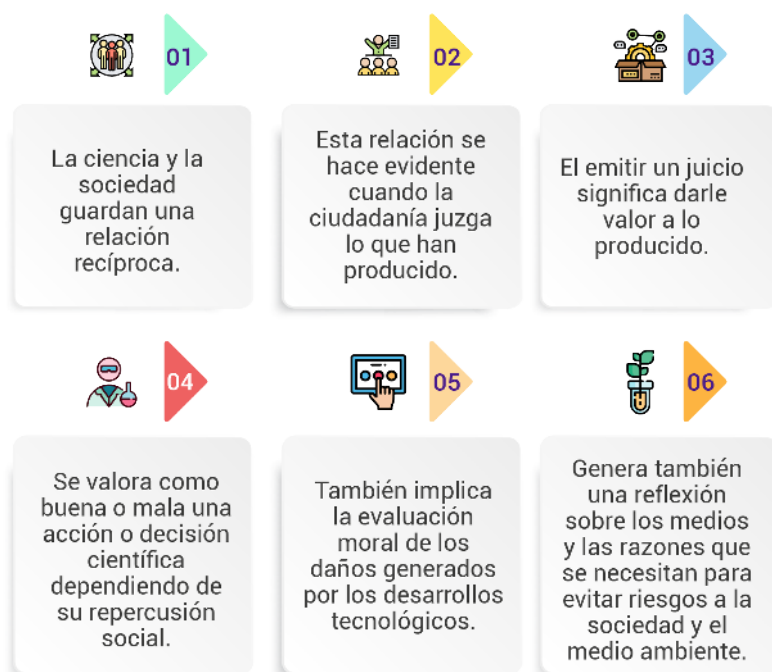 01
La ciencia y la
sociedad
guardan una
relación
recíproca.
02
Esta relación se
hace evidente
cuando la
ciudadanía juzga
lo que han
producido.
03
El emitir un juicio
significa darle
valor a lo
producido.
04
Se valora como
buena o mala una
acción o decisión
científica
dependiendo de
su repercusión
social.
05
También implica
la evaluación
moral de los
daños generados
por los desarrollos
tecnológicos.
06
Genera también
una reflexión
sobre los medios
y las razones que
se necesitan para
evitar riesgos a la
sociedad y el
medio ambiente.